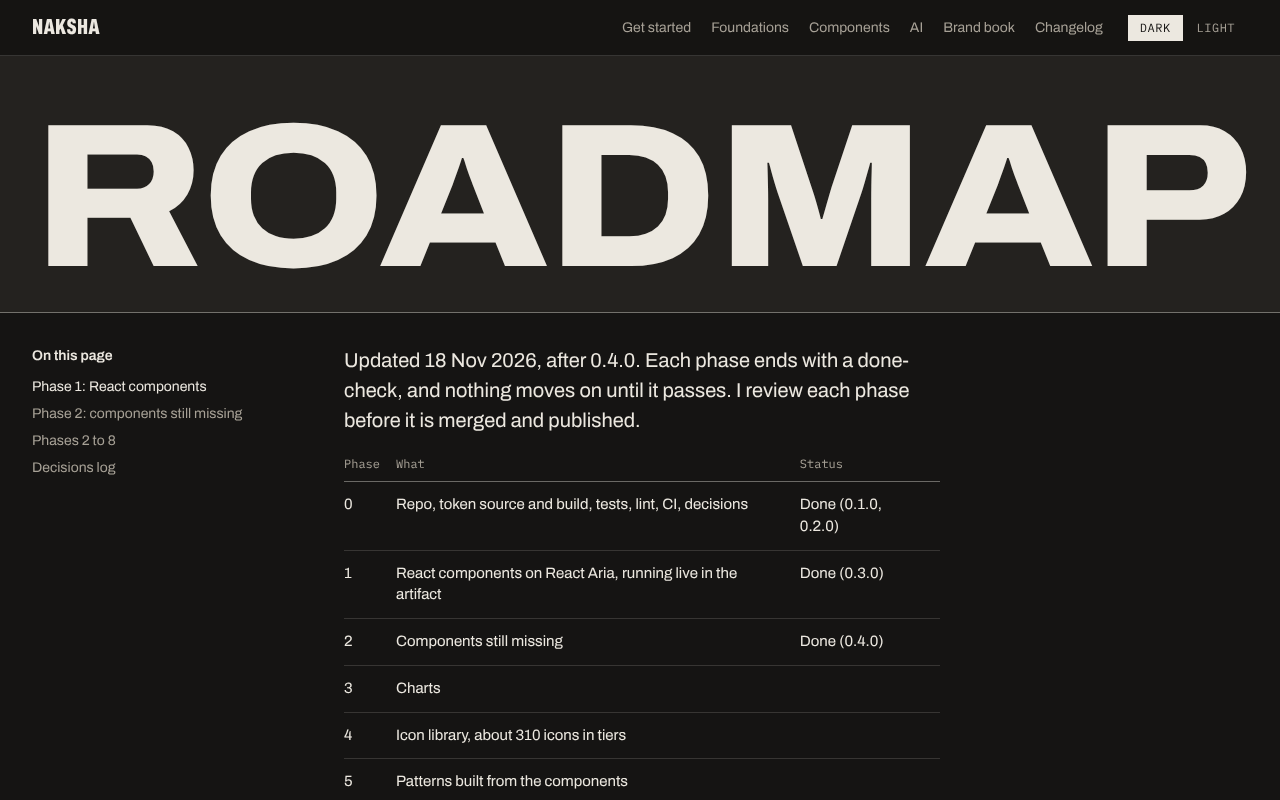 NAKSHA
Get started Foundations Components AI Brand book Changelog DARK LIGHT
ROADMAP
On this page
Phase 1: React components
Phase 2: components still missing
Phases 2 to 8
Decisions log
Updated 18 Nov 2026, after 0.4.0. Each phase ends with a done-
check, and nothing moves on until it passes. I review each phase
before it is merged and published.
Phase What Status
0 Repo, token source and build, tests, lint, CI, decisions Done (0.1.0,
0.2.0)
1 React components on React Aria, running live in the Done (0.3.0)
artifact
2 Components still missing Done (0.4.0)
3 Charts
4 Icon library, about 310 icons in tiers
5 Patterns built from the components